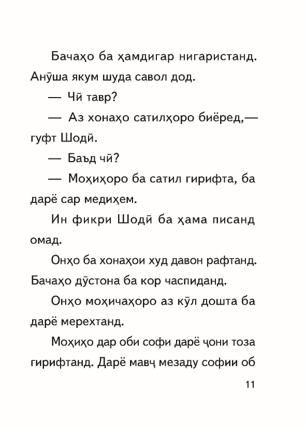 Бачаҳо ба ҳамдигар нигаристанд.
Анӯша якум шуда савол дод.
— Чӣ тавр?
— Аз хонаҳо сатилҳоро биёред,—
гуфт Шодӣ.
— Баъд чӣ?
— Моҳиҳоро ба сатил гирифта, ба
дарё сар медиҳем.
Ин фикри Шодӣ ба ҳама писанд
омад.
Онҳо ба хонаҳои худ давон рафтанд.
Бачаҳо дӯстона ба кор часпиданд.
Онҳо моҳичаҳоро аз кӯл дошта ба
дарё мерехтанд.
Моҳиҳо дар оби софи дарё ҷони тоза
гирифтанд. Дарё мавҷ мезаду софии об
11